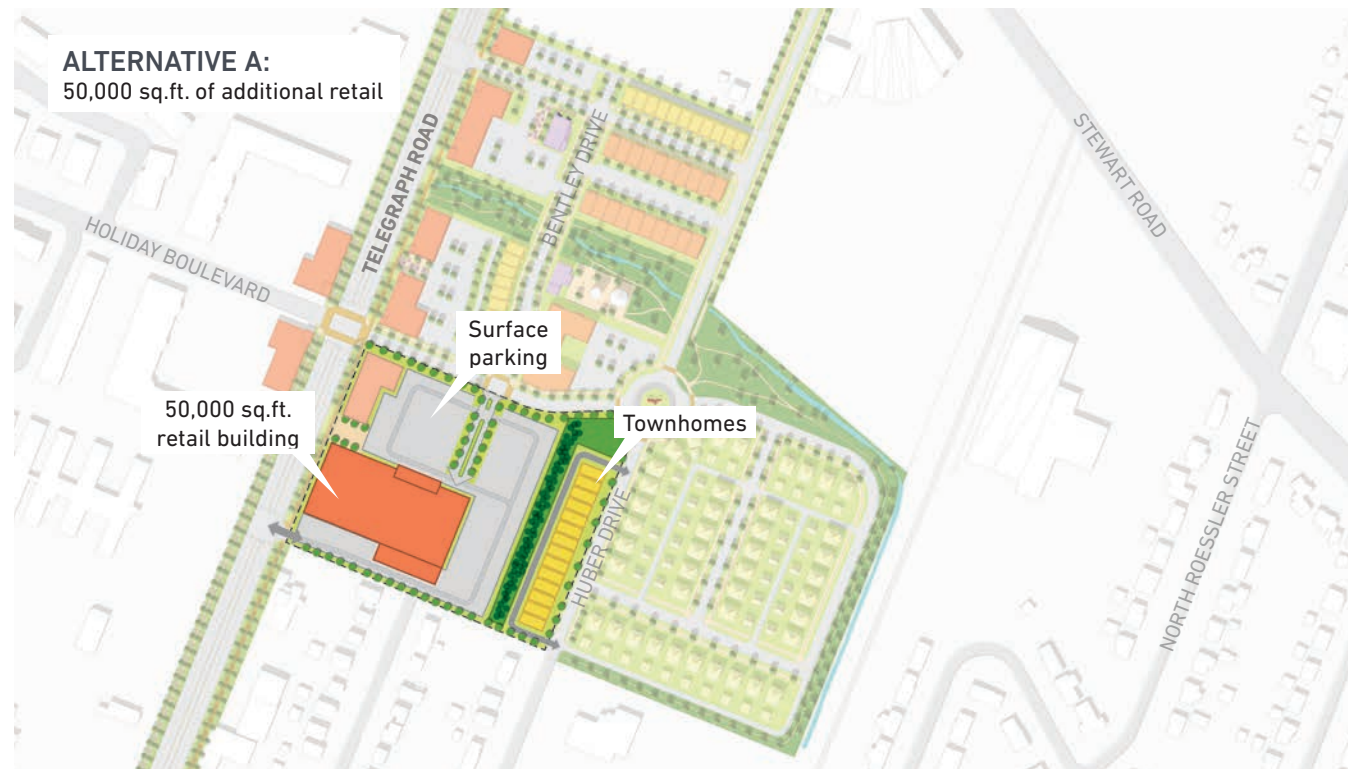 ALTERNATIVE A:
50,000 sq.ft. of additional retail
TELEGRAPH ROAD
BENTLEY DRIVE
STEWART ROAD
HOLIDAY BOULEVARD
Surface
parking
50,000 sq.ft.
retail building
Townhomes
HUBER DRIVE
NORTH ROESSLER STREET